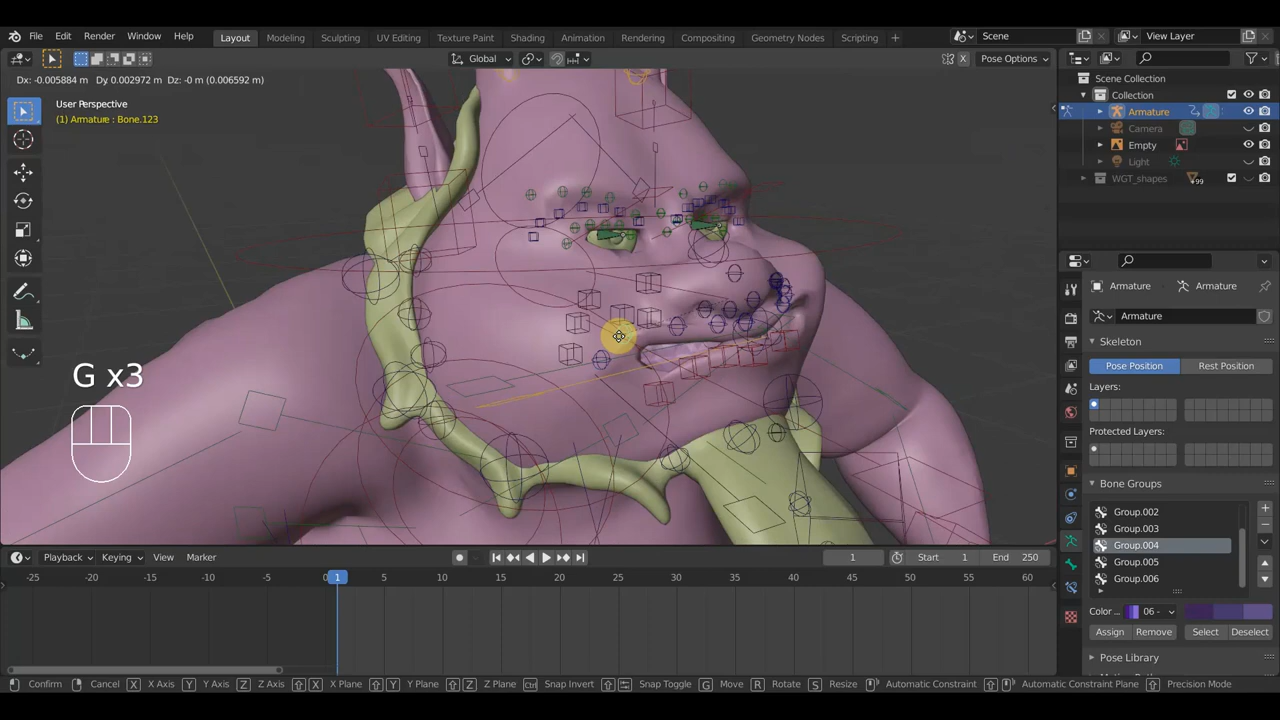 File Edit Render Window Help Layout Modeling Sculpting UV Editing Texture Paint Shading Animation Rendering Compositing Geometry Nodes Scripting + Scene View Layer
Global X Pose Options
Dx: -0.005884 m Dy: 0.002972 m Dz: -0 m (0.006592 m)
User Perspective
(1) Armature : Bone.123
G x3
Scene Collection
Collection
Armature
Camera
Empty
Light
WGT_shapes 99
Armature Armature
Armature
Skeleton
Pose Position Rest Position
Layers:
Protected Layers:
Bone Groups
Group.002
Group.003
Group.004
Group.005
Group.006
Color ... 06 -
Assign Remove Select Deselect
Pose Library
Playback Keying View Marker 1 Start 1 End 250
-25 -20 -15 -10 -5 0 1 5 10 15 20 25 30 35 40 45 50 55 60
Confirm Cancel X X Axis Y Y Axis Z Z Axis X X Plane Y Y Plane Z Z Plane Ctrl Snap Invert Snap Toggle G Move R Rotate S Resize Automatic Constraint Automatic Constraint Plane Precision Mode